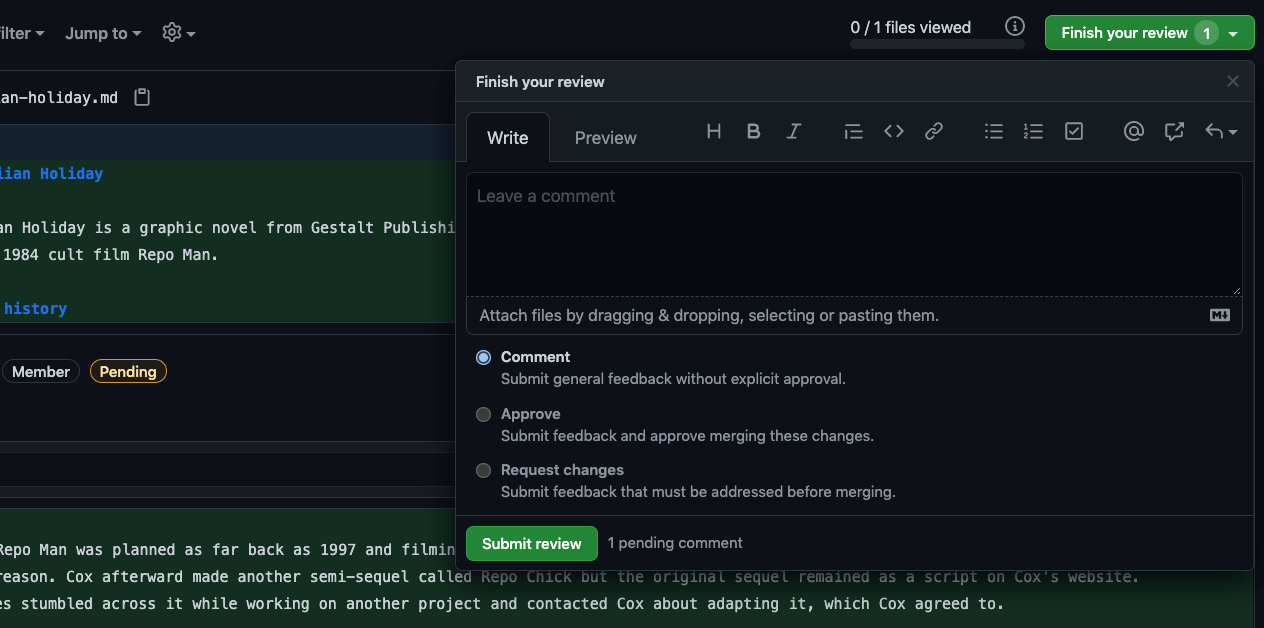 ilter Jump to 0 / 1 files viewed Finish your review 1
Finish your review
an-holiday.md
Write Preview
iian Holiday
Leave a comment
an Holiday is a graphic novel from Gestalt Publishi
1984 cult film Repo Man.
history
Attach files by dragging & dropping, selecting or pasting them.
Member Pending
Comment
Submit general feedback without explicit approval.
Approve
Submit feedback and approve merging these changes.
Request changes
Submit feedback that must be addressed before merging.
Submit review 1 pending comment
Repo Man was planned as far back as 1997 and filmin
reason. Cox afterward made another semi-sequel called Repo Chick but the original sequel remained as a script on Cox's website.
es stumbled across it while working on another project and contacted Cox about adapting it, which Cox agreed to.